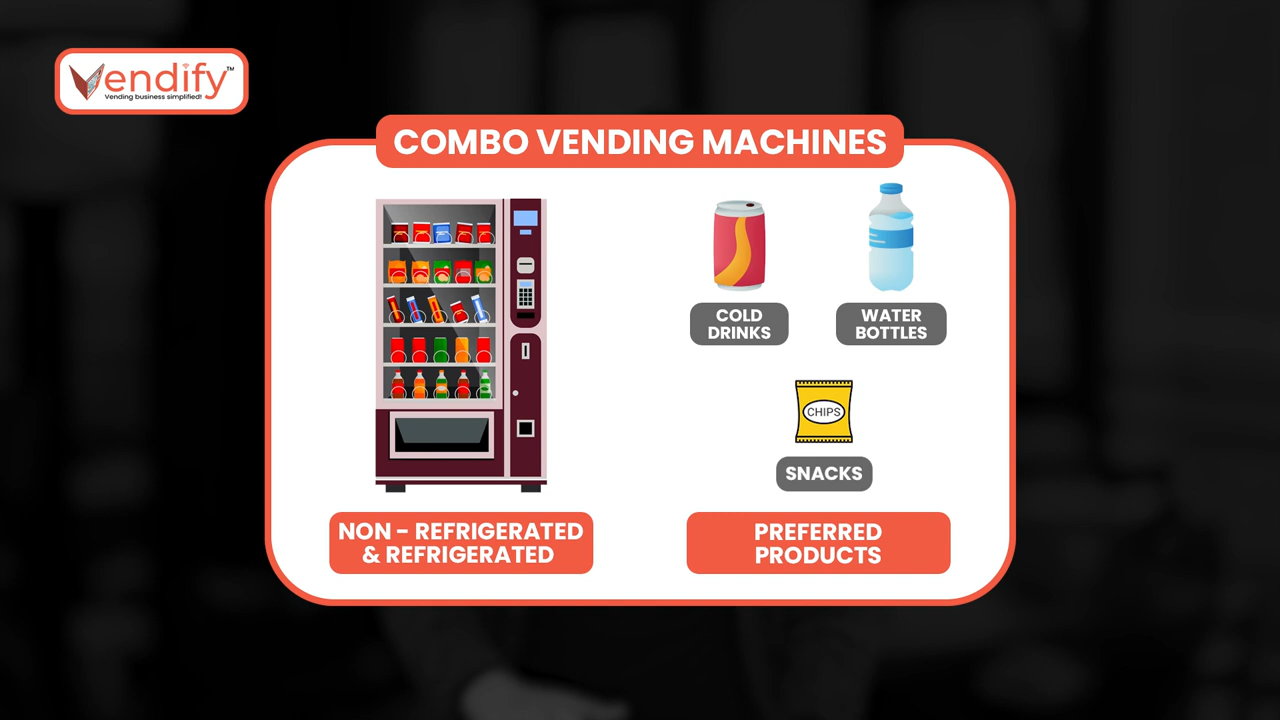 Vendify™
Vending business simplified!
COMBO VENDING MACHINES
COLD
DRINKS
WATER
BOTTLES
CHIPS
SNACKS
NON - REFRIGERATED
& REFRIGERATED
PREFERRED
PRODUCTS